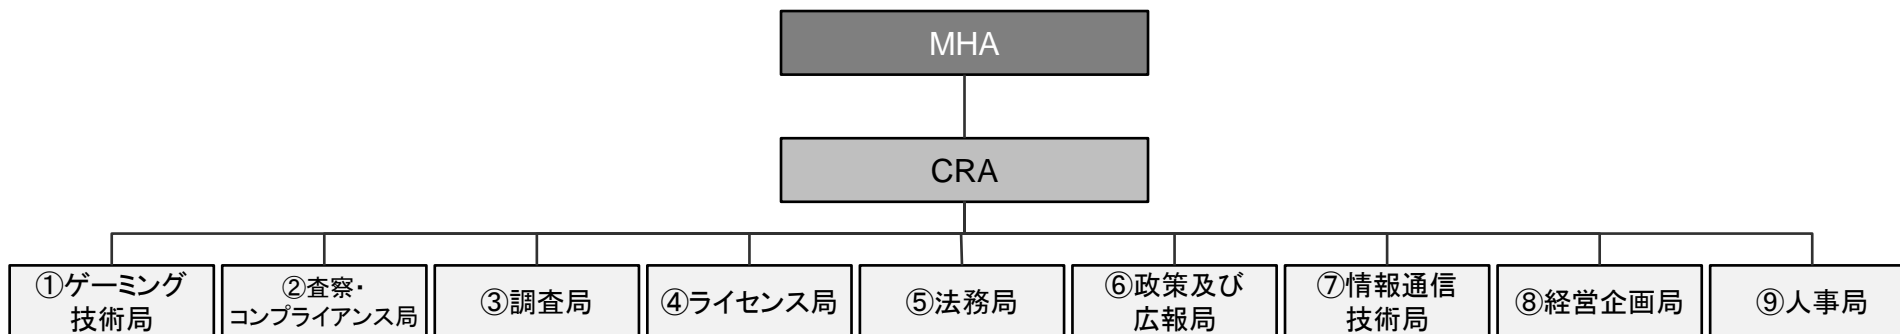 MHA
CRA
①ゲーミング
技術局
②査察・
コンプライアンス局
③調査局
④ライセンス局
⑤法務局
⑥政策及び
広報局
⑦情報通信
技術局
⑧経営企画局
⑨人事局